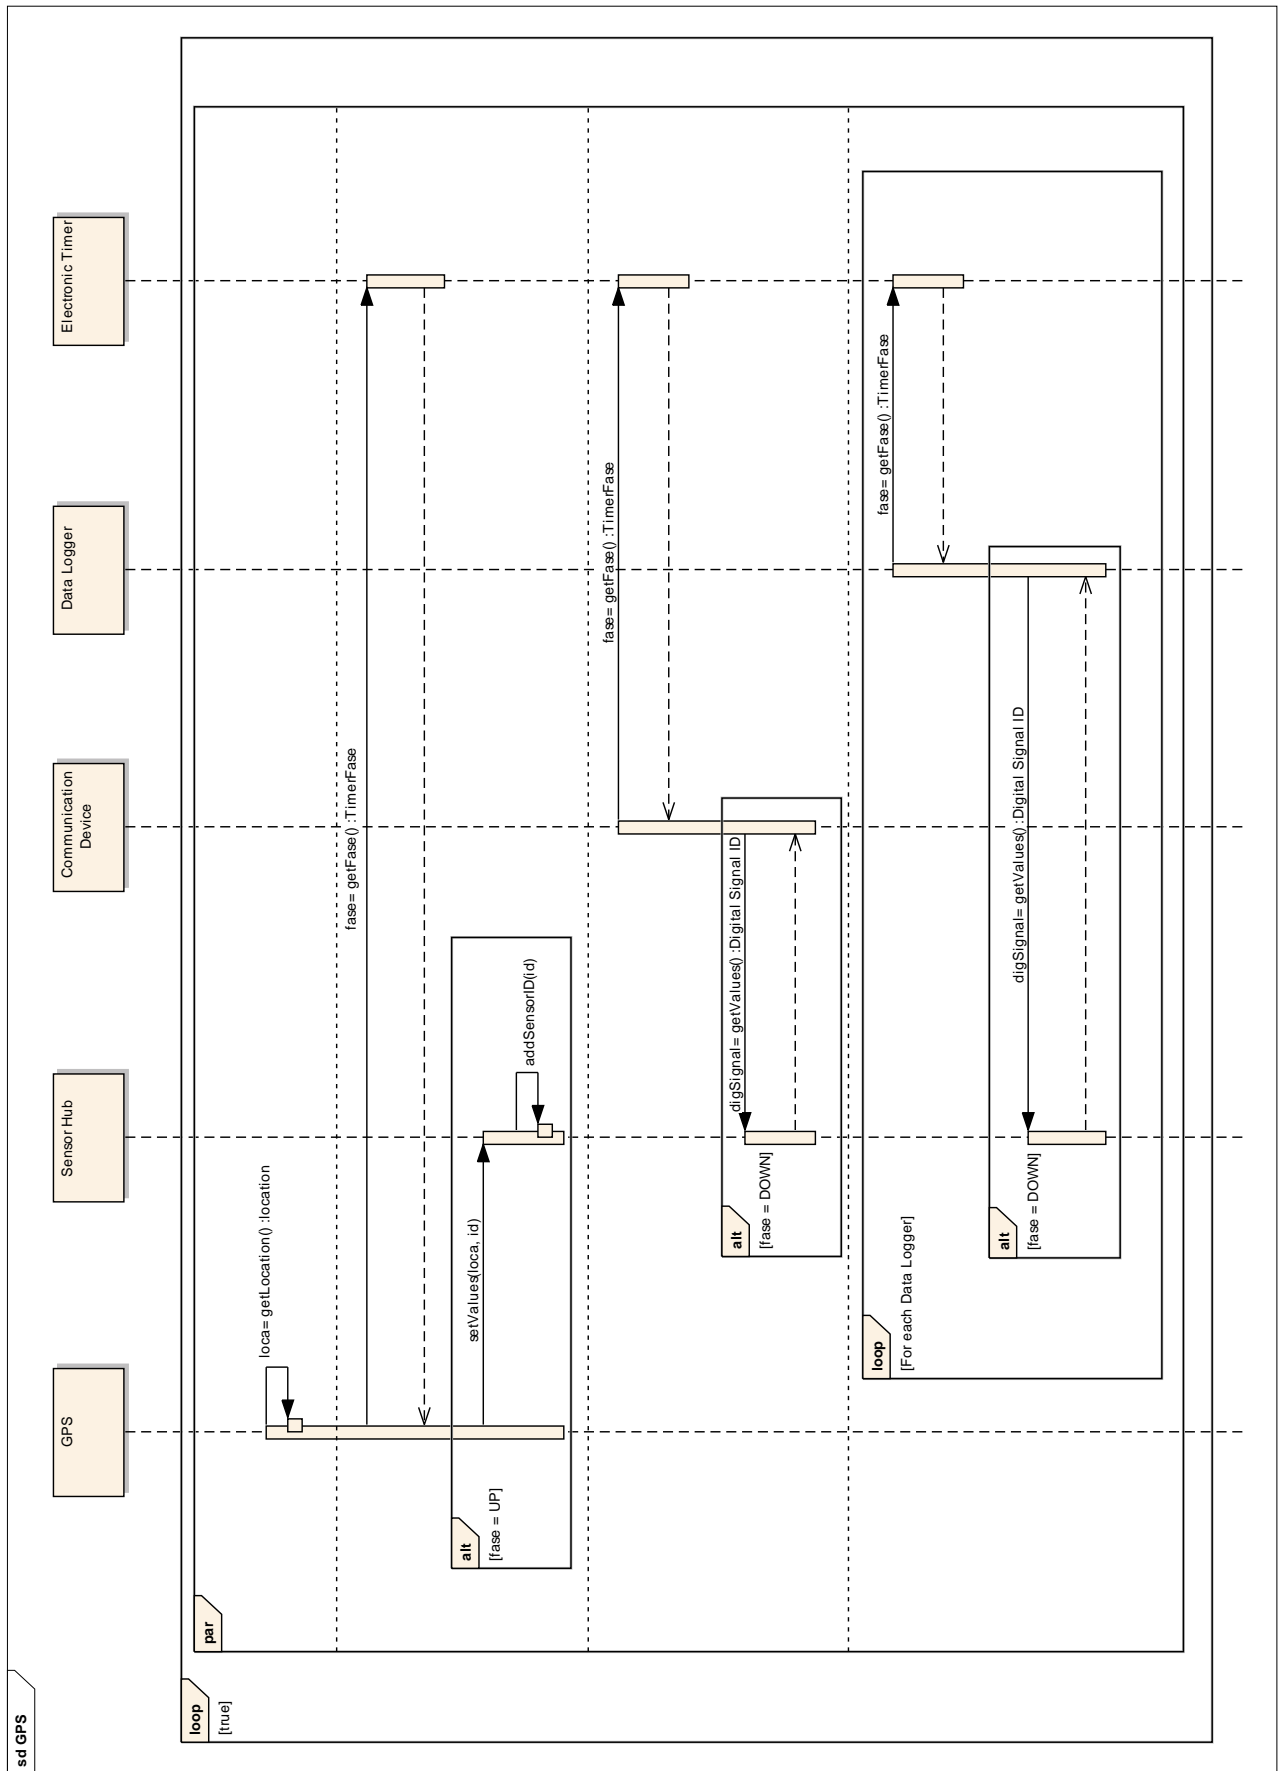 sd GPS
GPS
Sensor Hub
Communication
Device
Data Logger
Electronic Timer
loop
[true]
par
loca= getLocation() :location
fase= getFase() :TimerFase
alt
[fase = UP]
setValues(loca, id)
addSensorID(id)
fase= getFase() :TimerFase
alt
[fase = DOWN]
digSignal= getValues() :Digital Signal ID
loop
[For each Data Logger]
fase= getFase() :TimerFase
alt
[fase = DOWN]
digSignal= getValues() :Digital Signal ID